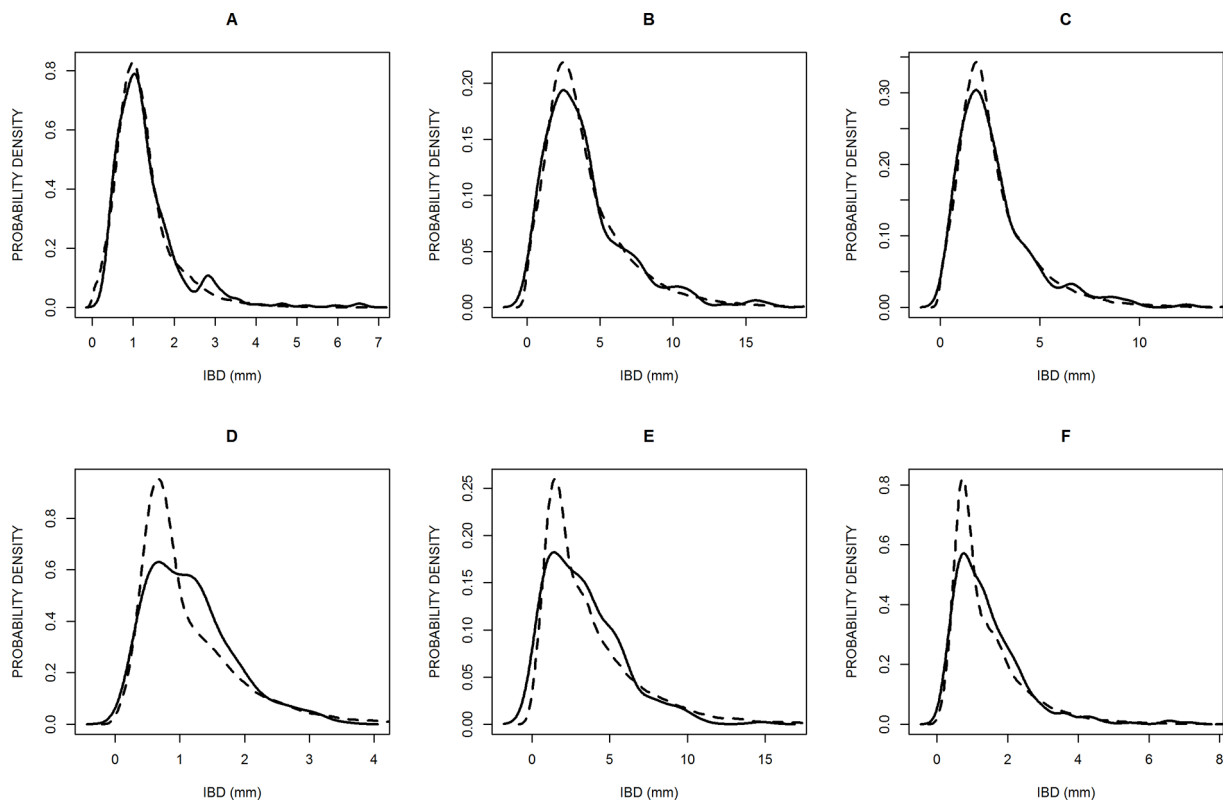 A
PROBABILITY DENSITY
0.0 0.2 0.4 0.6 0.8
0 1 2 3 4 5 6 7
IBD (mm)
B
PROBABILITY DENSITY
0.00 0.05 0.10 0.15 0.20
0 5 10 15
IBD (mm)
C
PROBABILITY DENSITY
0.00 0.10 0.20 0.30
0 5 10
IBD (mm)
D
PROBABILITY DENSITY
0.0 0.2 0.4 0.6 0.8
0 1 2 3 4
IBD (mm)
E
PROBABILITY DENSITY
0.00 0.05 0.10 0.15 0.20 0.25
0 5 10 15
IBD (mm)
F
PROBABILITY DENSITY
0.0 0.2 0.4 0.6 0.8
0 2 4 6 8
IBD (mm)